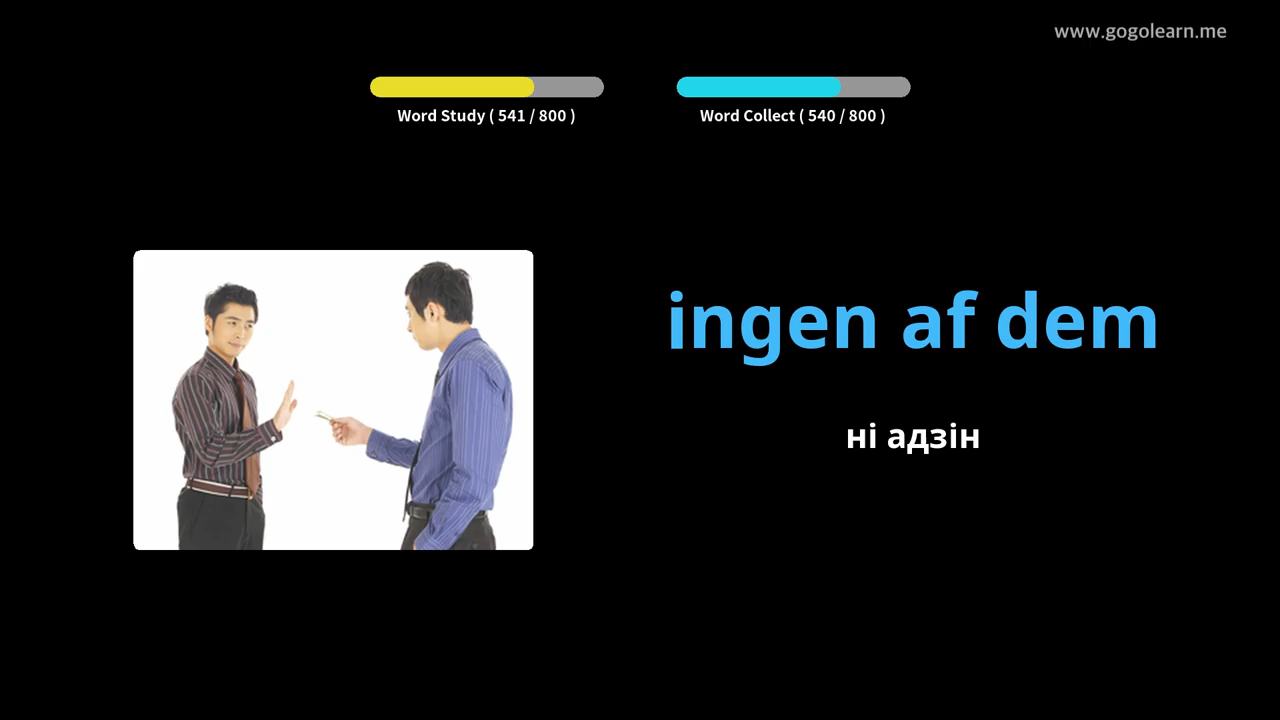 www.gogolearn.me
Word Study ( 541 / 800 )
Word Collect ( 540 / 800 )
ingen af dem
ні адзін